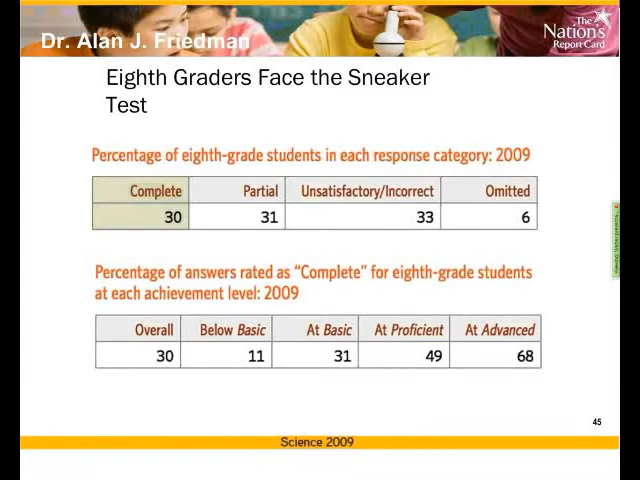 Dr. Alan J. Friedman
The
Nation's
Report Card
Eighth Graders Face the Sneaker
Test
Percentage of eighth-grade students in each response category: 2009
Complete Partial Unsatisfactory/Incorrect Omitted
30 31 33 6
Percentage of answers rated as “Complete” for eighth-grade students
at each achievement level: 2009
Overall Below Basic At Basic At Proficient At Advanced
30 11 31 49 68
45
Science 2009